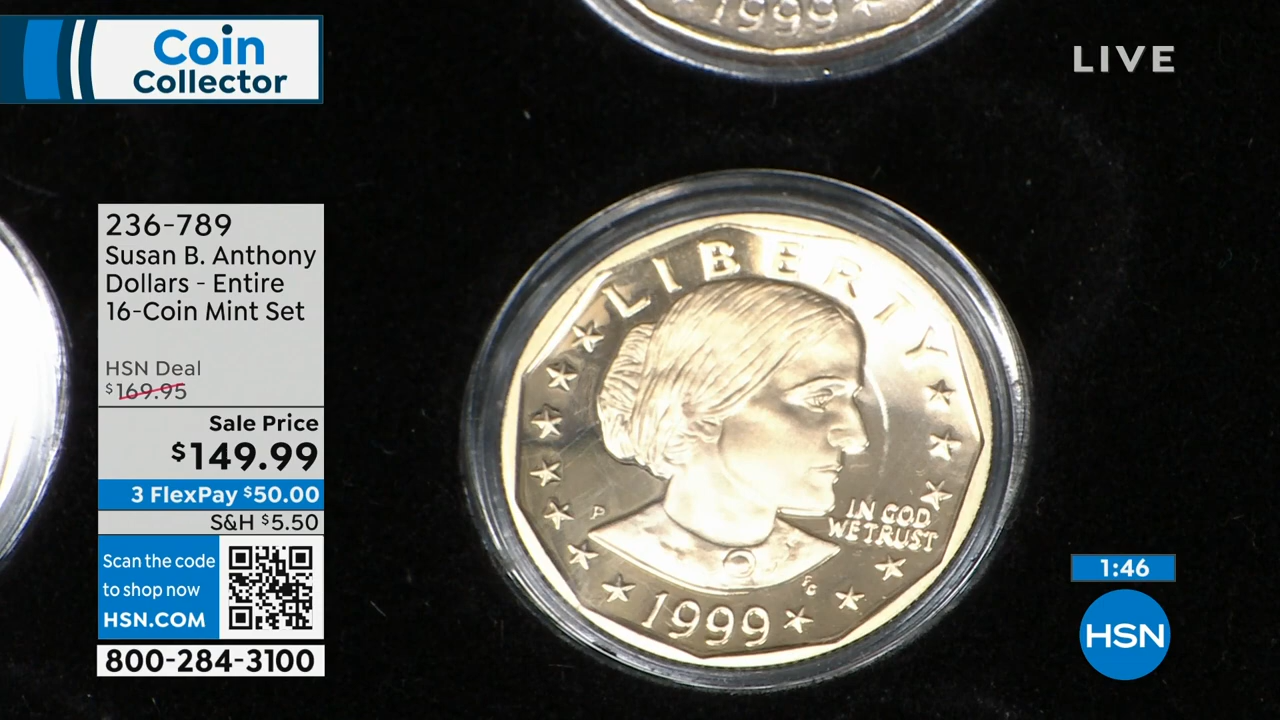 Coin
Collector
1999
LIVE
236-789
Susan B. Anthony
Dollars - Entire
16-Coin Mint Set
HSN Deal
$169.95
Sale Price
$149.99
3 FlexPay $50.00
S&H $5.50
Scan the code
to shop now
HSN.COM
800-284-3100
LIBERTY
P
IN GOD
WE TRUST
FG
1999
1:46
HSN